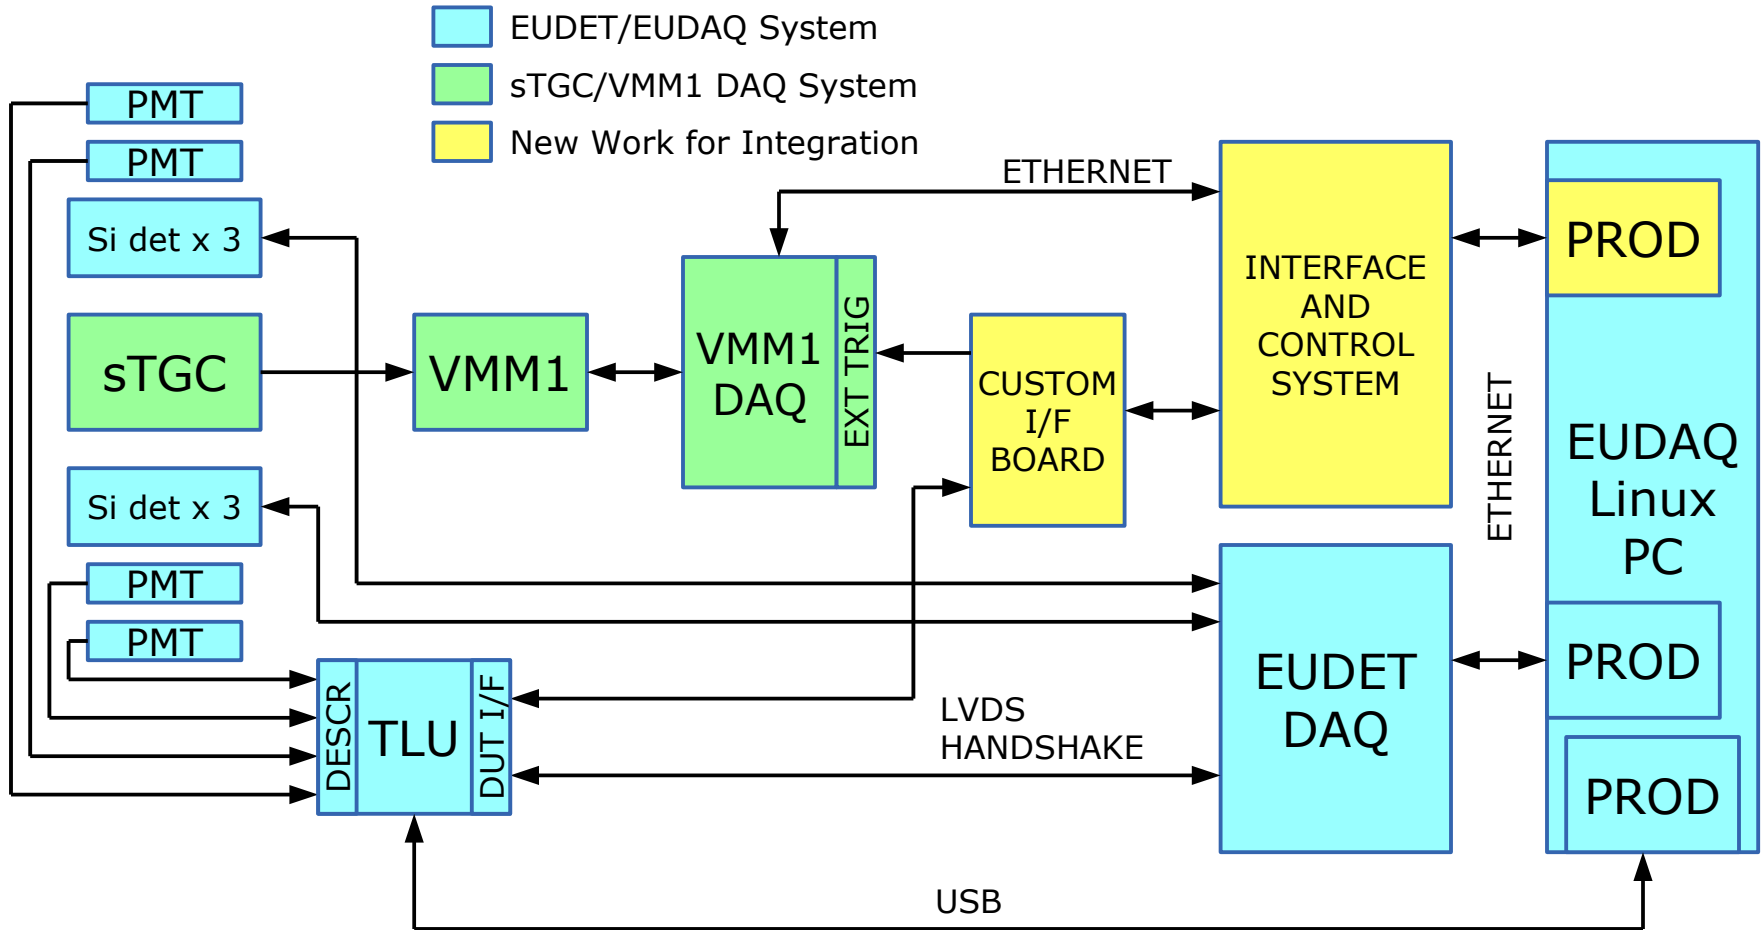 EUDET/EUDAQ System
sTGC/VMM1 DAQ System
New Work for Integration
PMT
PMT
Si det x 3
sTGC
Si det x 3
PMT
PMT
VMM1
VMM1
DAQ
EXT TRIG
ETHERNET
CUSTOM
I/F
BOARD
INTERFACE
AND
CONTROL
SYSTEM
ETHERNET
PROD
EUDAQ
Linux
PC
PROD
PROD
EUDET
DAQ
DESCR
TLU
DUT I/F
LVDS
HANDSHAKE
USB